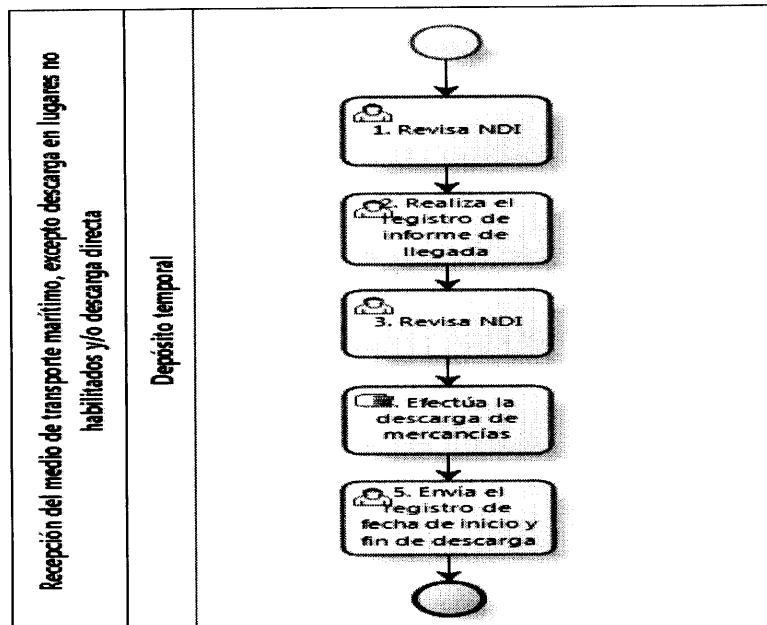 Recepción del medio de transporte marítimo, excepto descarga en lugares no
habilitados y/o descarga directa
Depósito temporal
1. Revisa NDI
2. Realiza el
registro de
informe de
llegada
3. Revisa NDI
4. Efectúa la
descarga de
mercancías
5. Envía el
registro de
fecha de inicio y
fin de descarga